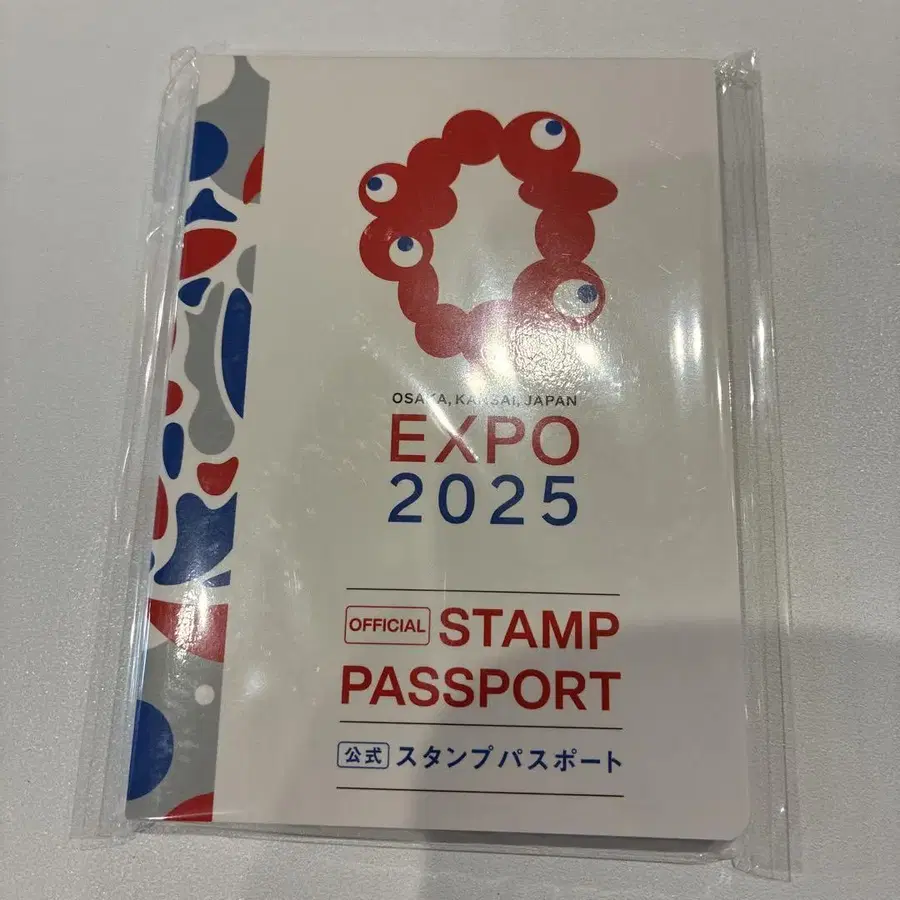 OSAKA, KANSAI, JAPAN
EXPO
2025
OFFICIAL STAMP
PASSPORT
公式 スタンプパスポート